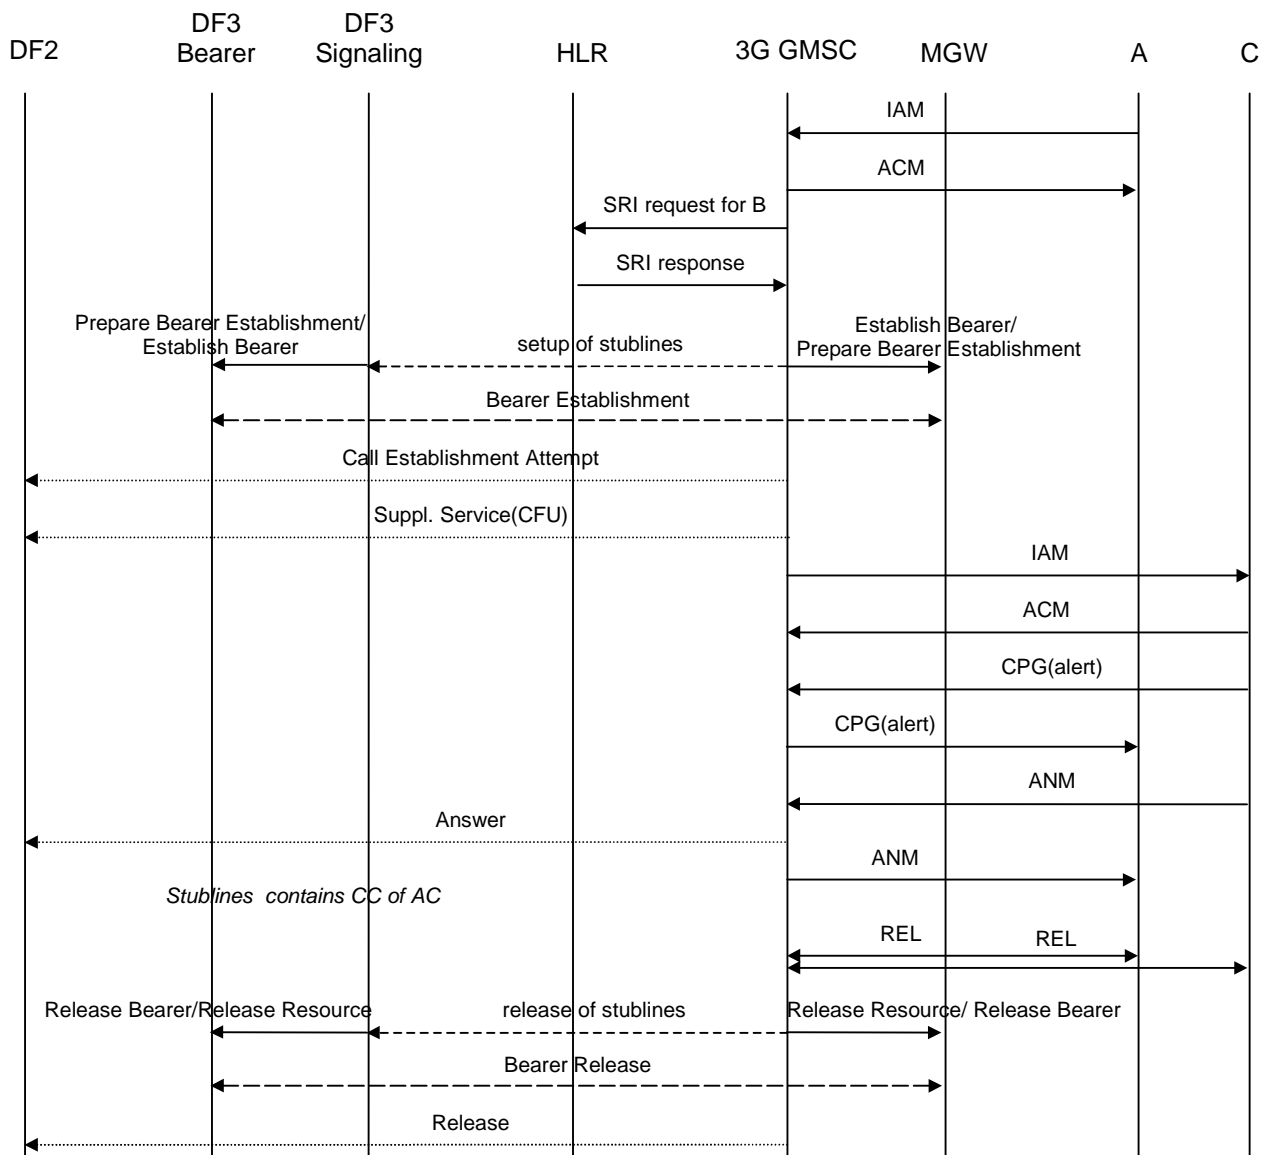 DF2
DF3
Bearer
DF3
Signaling
HLR
3G GMSC
MGW
A
C
IAM
ACM
SRI request for B
SRI response
Prepare Bearer Establishment/
Establish Bearer
setup of stublines
Establish Bearer/
Prepare Bearer Establishment
Bearer Establishment
Call Establishment Attempt
Suppl. Service(CFU)
IAM
ACM
CPG(alert)
CPG(alert)
ANM
Answer
ANM
Stublines contains CC of AC
REL
REL
Release Bearer/Release Resource
release of stublines
Release Resource/ Release Bearer
Bearer Release
Release